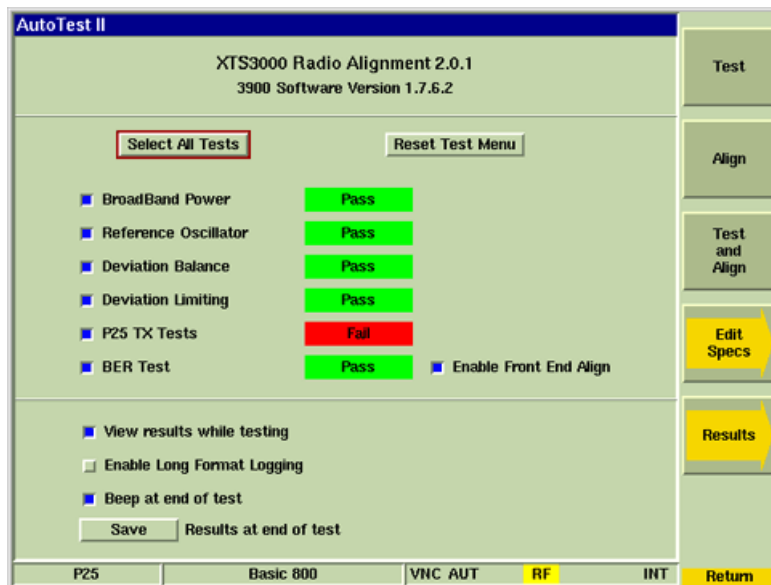 AutoTest II
XTS3000 Radio Alignment 2.0.1
3900 Software Version 1.7.6.2
Select All Tests
Reset Test Menu
BroadBand Power Pass
Reference Oscillator Pass
Deviation Balance Pass
Deviation Limiting Pass
P25 TX Tests Fail
BER Test Pass Enable Front End Align
View results while testing
Enable Long Format Logging
Beep at end of test
Save Results at end of test
P25 Basic 800 VNC AUT RF INT
Test
Align
Test
and
Align
Edit
Specs
Results
Return